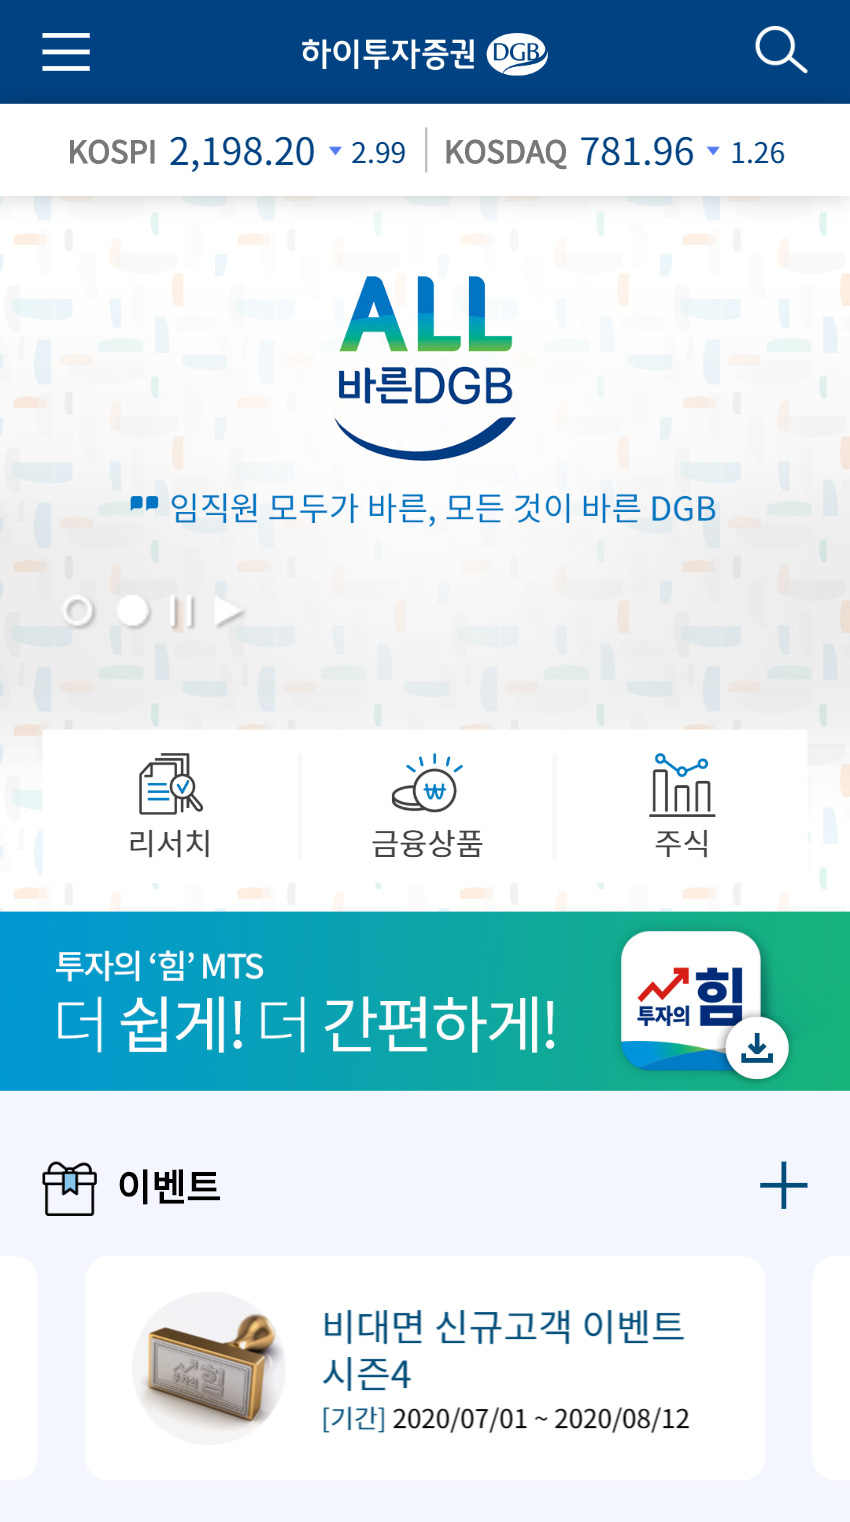 하이투자증권 DGB
KOSPI 2,198.20 ▼ 2.99 KOSDAQ 781.96 ▼ 1.26
ALL
바른DGB
임직원 모두가 바른, 모든 것이 바른 DGB
리서치 금융상품 주식
투자의 ‘힘’ MTS
더 쉽게! 더 간편하게!
투자의 힘
이벤트
투자의 힘
비대면 신규고객 이벤트
시즌4
[기간] 2020/07/01 ~ 2020/08/12